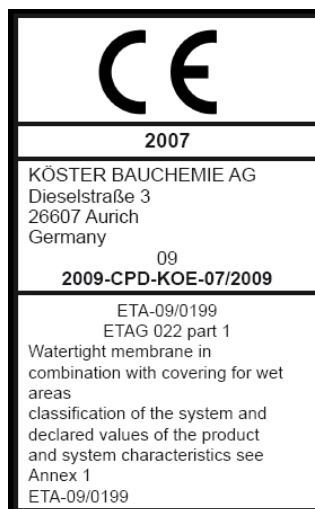 CE
2007
KÖSTER BAUCHEMIE AG
Dieselstraße 3
26607 Aurich
Germany
09
2009-CPD-KOE-07/2009
ETA-09/0199
ETAG 022 part 1
Watertight membrane in
combination with covering for wet
areas
classification of the system and
declared values of the product
and system characteristics see
Annex 1
ETA-09/0199